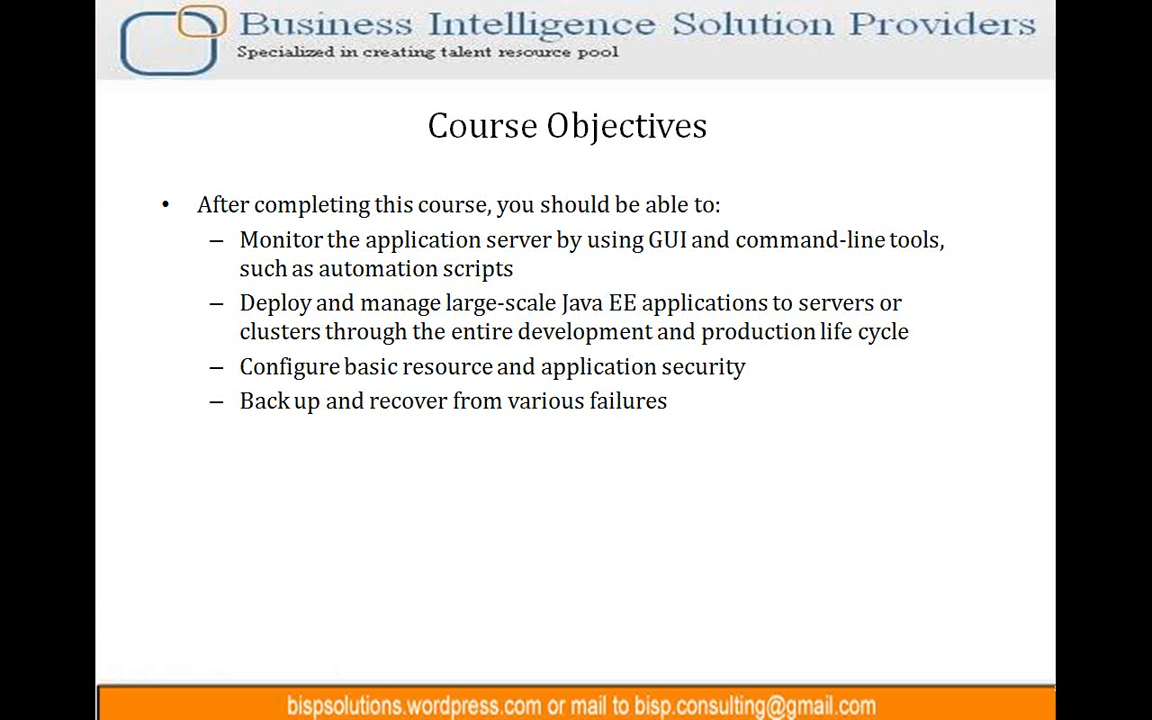 Business Intelligence Solution Providers
Specialized in creating talent resource pool
Course Objectives
• After completing this course, you should be able to:
– Monitor the application server by using GUI and command-line tools,
such as automation scripts
– Deploy and manage large-scale Java EE applications to servers or
clusters through the entire development and production life cycle
– Configure basic resource and application security
– Back up and recover from various failures
bispsolutions.wordpress.com or mail to bisp.consulting@gmail.com